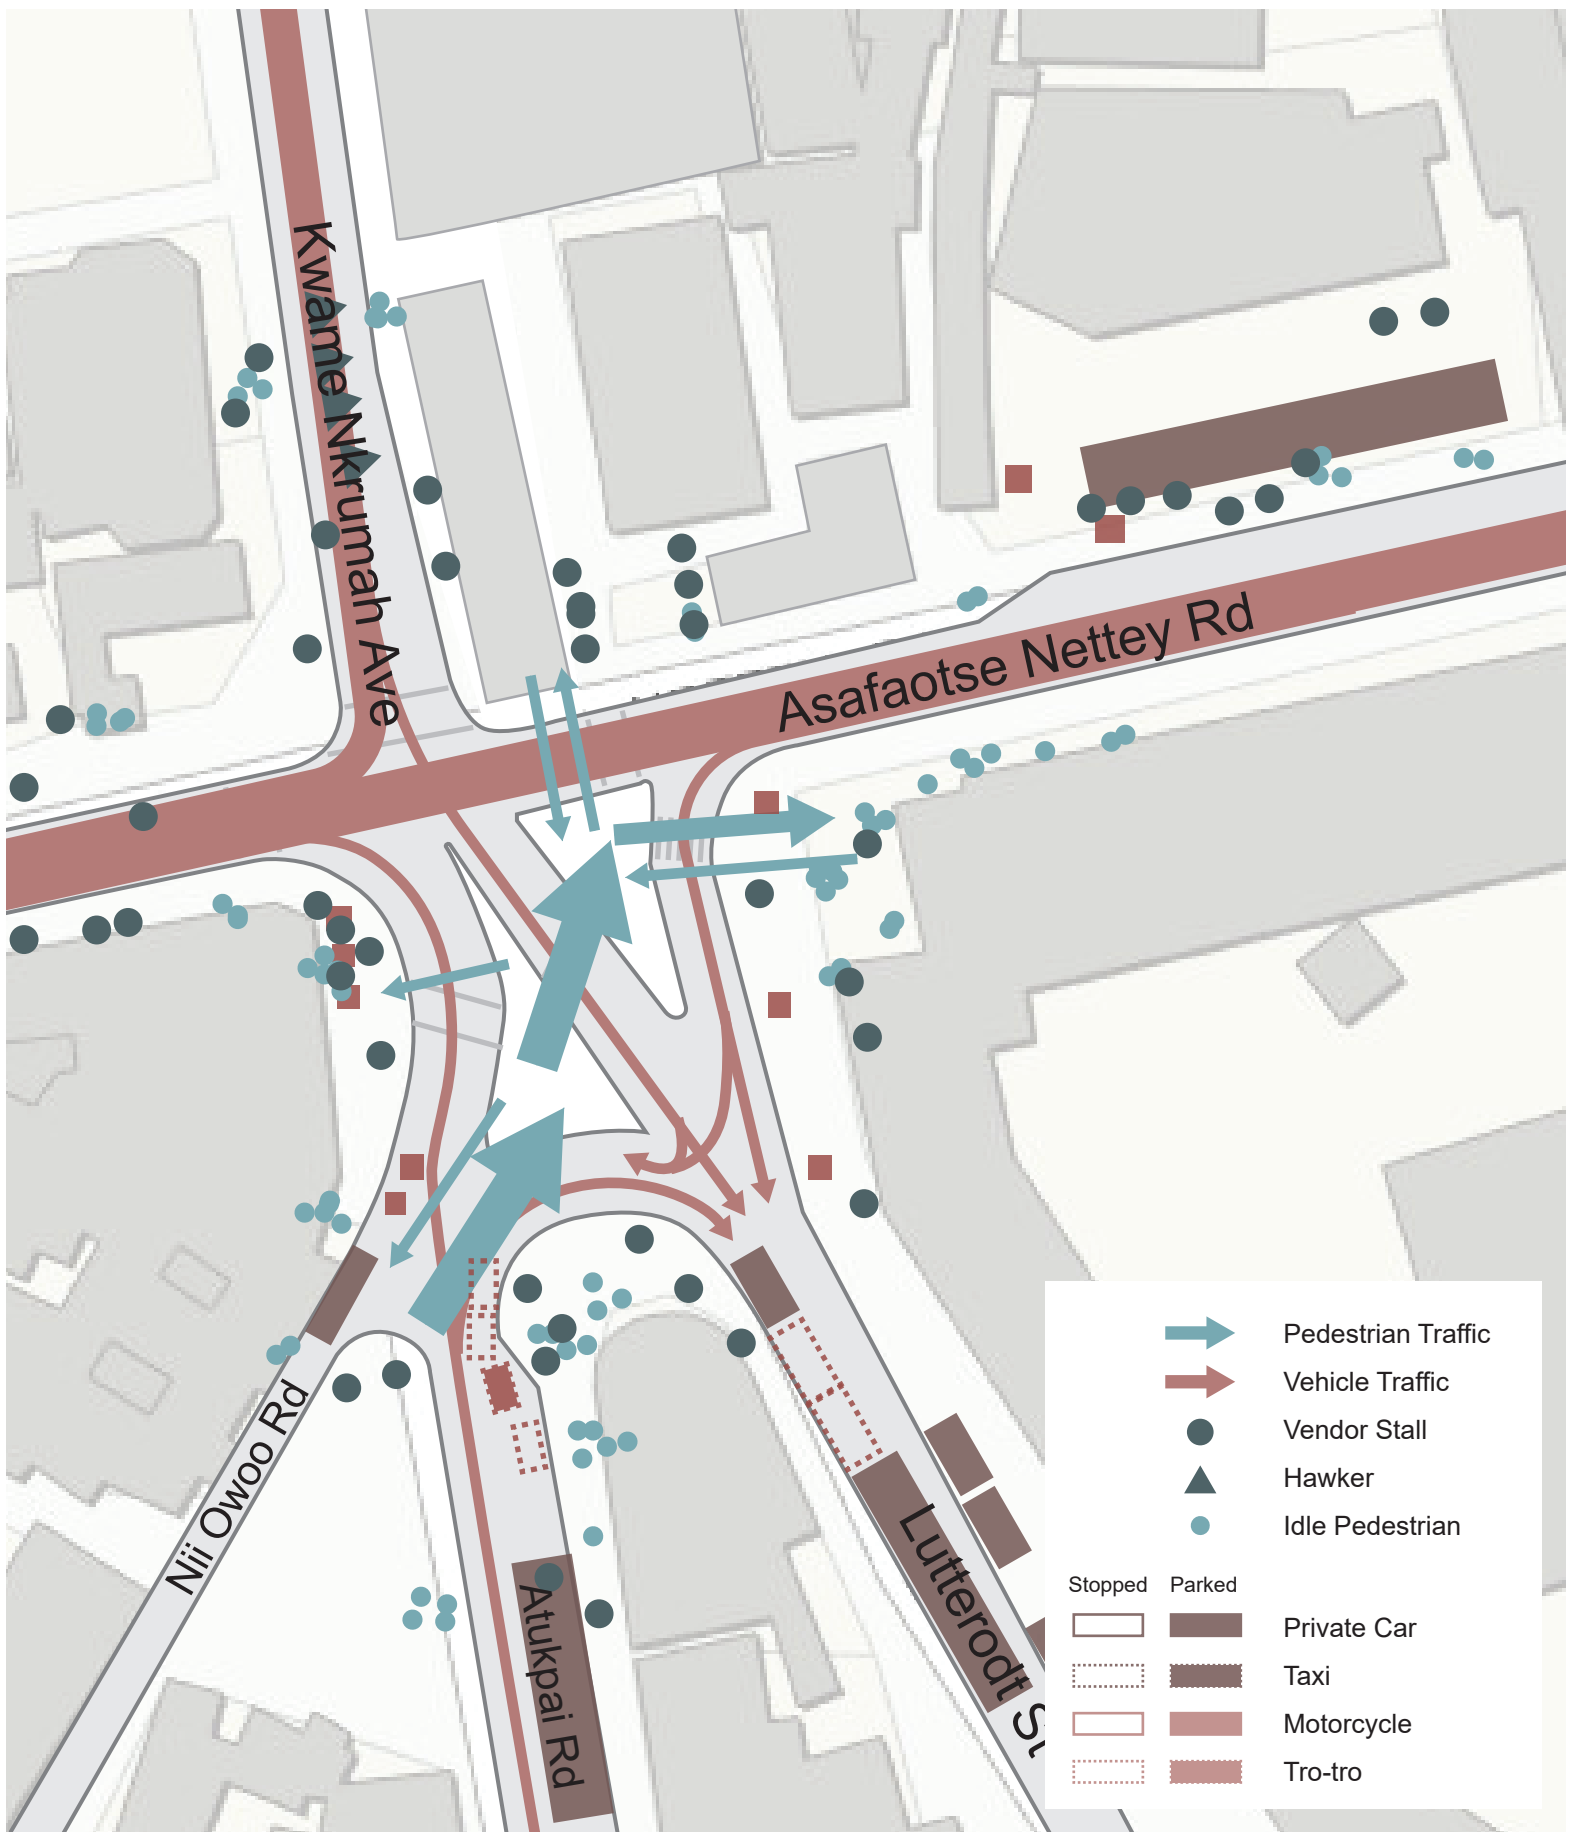 Kwame Nkrumah Ave
Asafaotse Nettey Rd
Nii Owoo Rd
Atukpai Rd
Lutterodt St
Pedestrian Traffic
Vehicle Traffic
Vendor Stall
Hawker
Idle Pedestrian
Stopped Parked
Private Car
Taxi
Motorcycle
Tro-tro